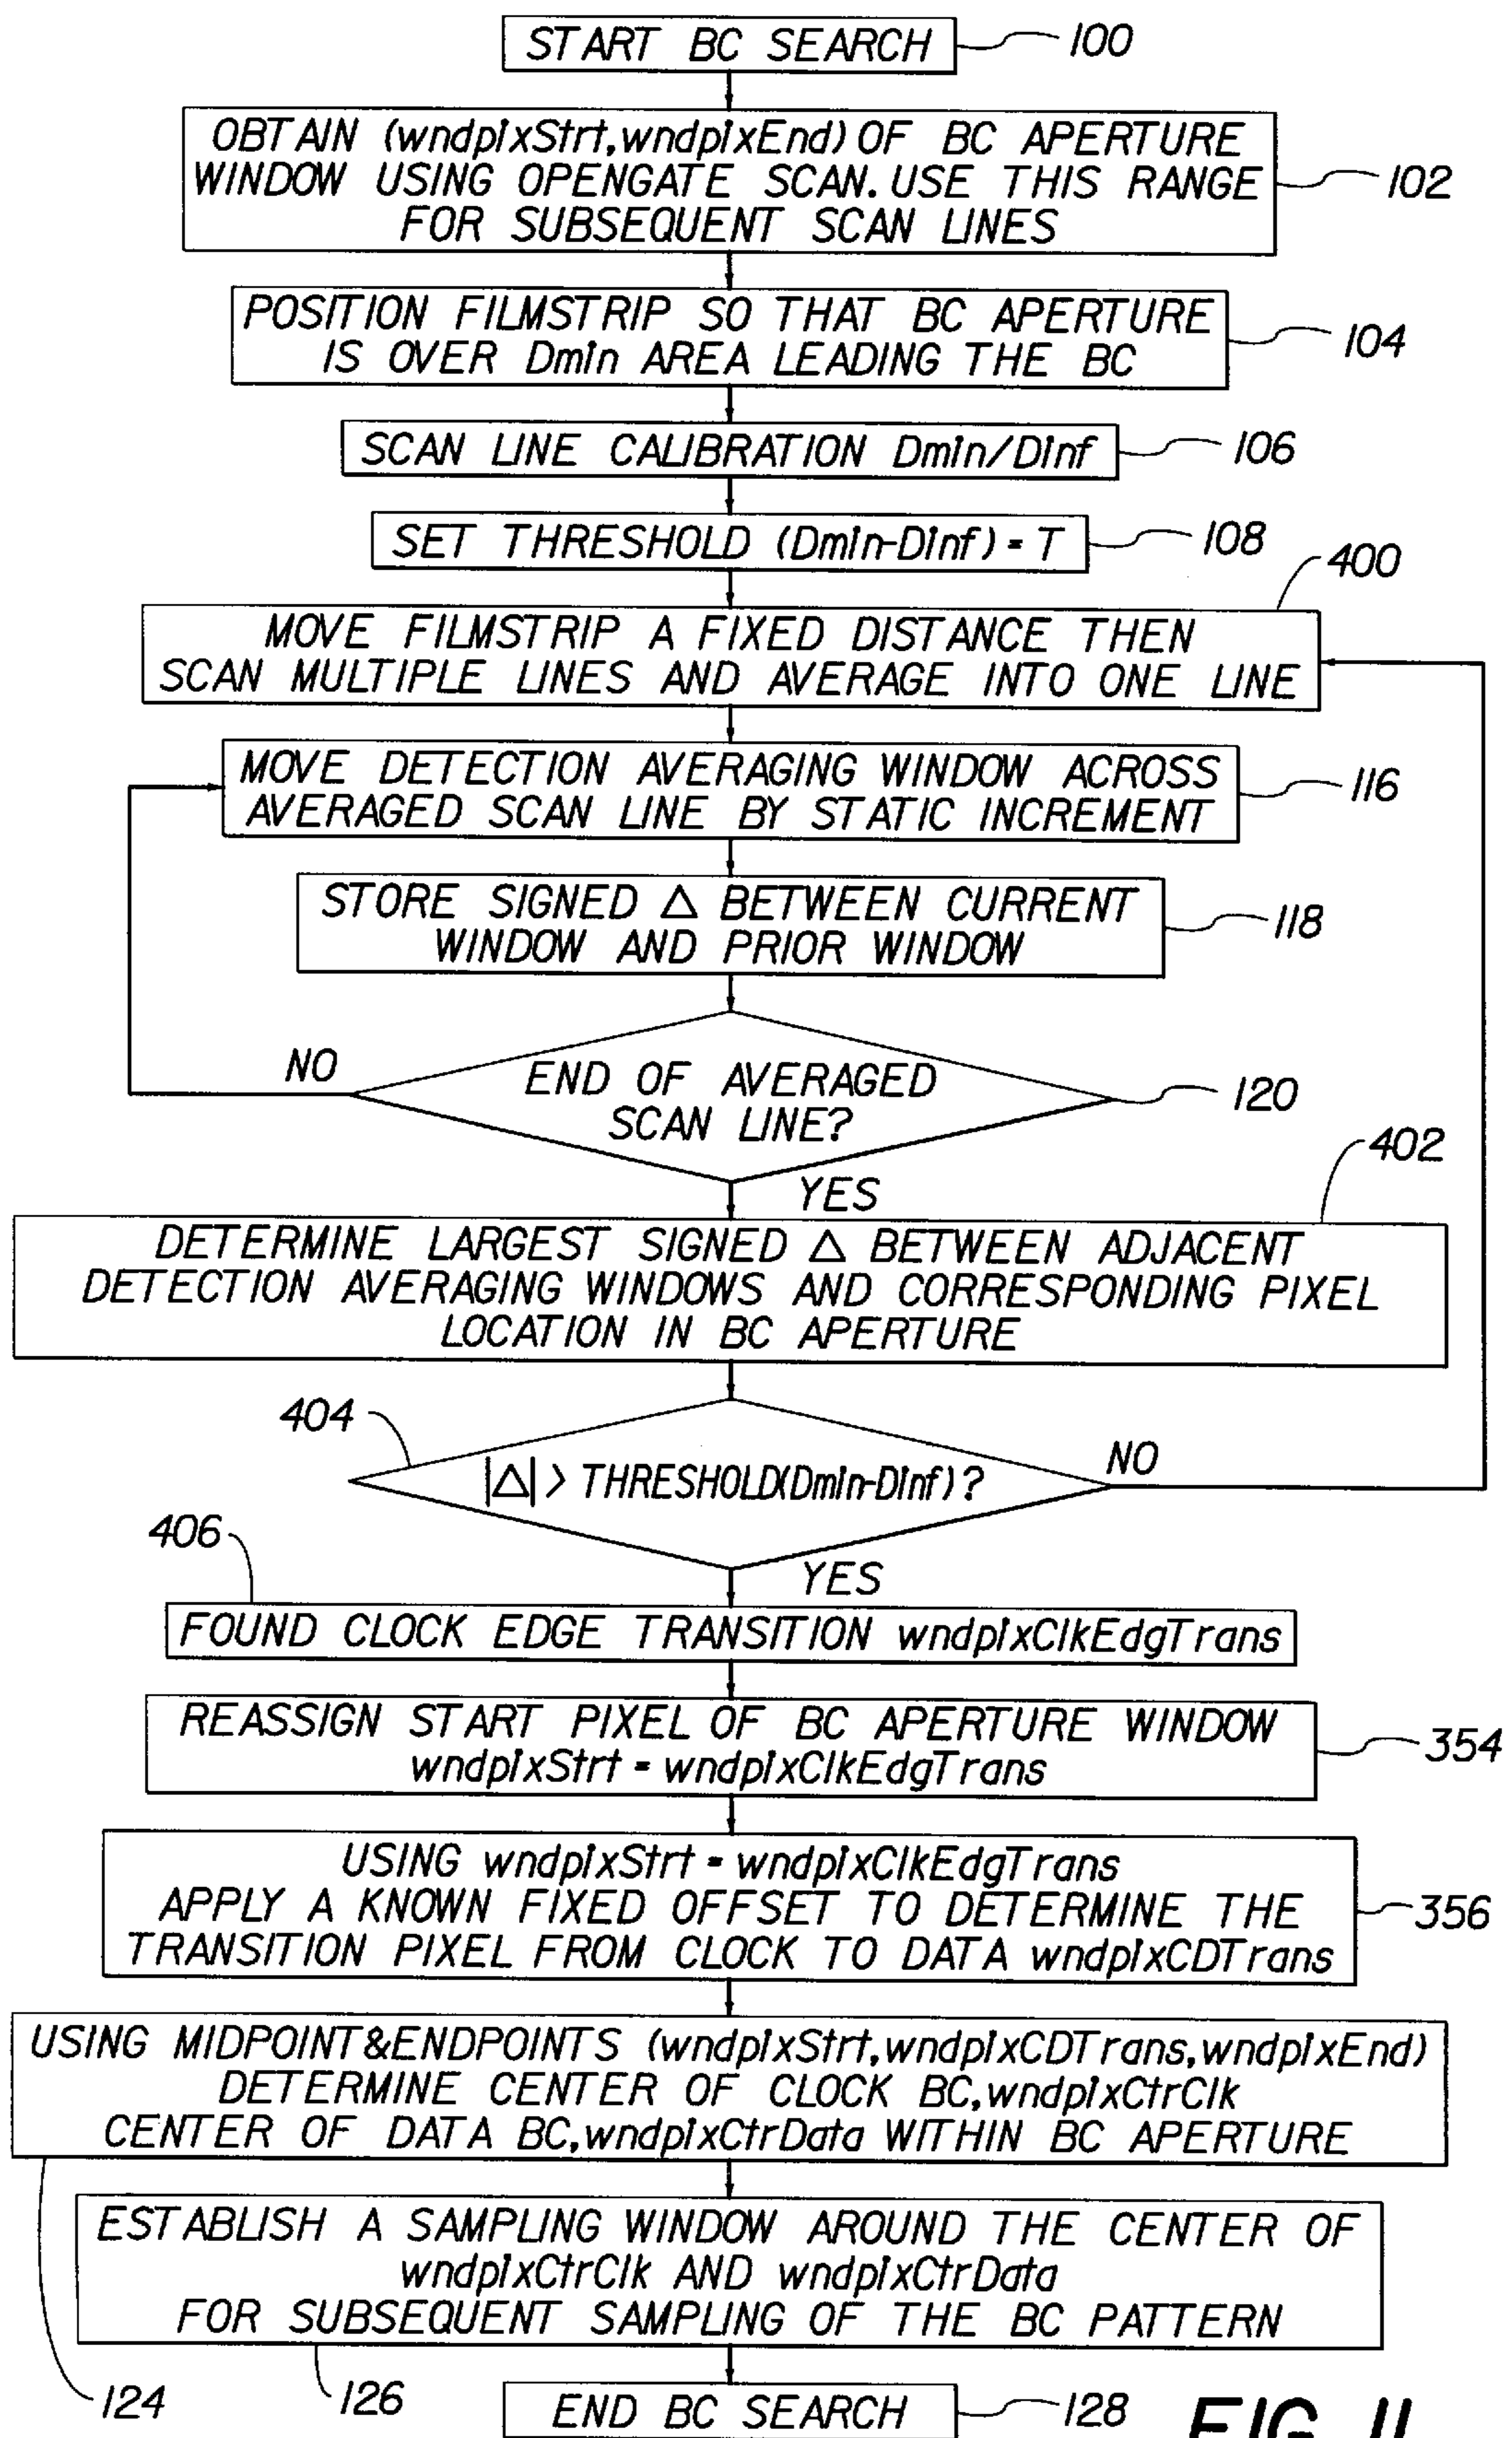 START BC SEARCH
100
OBTAIN (wndpixStrt,wndpixEnd) OF BC APERTURE
WINDOW USING OPENGATE SCAN. USE THIS RANGE
FOR SUBSEQUENT SCAN LINES
102
POSITION FILMSTRIP SO THAT BC APERTURE
IS OVER Dmin AREA LEADING THE BC
104
SCAN LINE CALIBRATION Dmin/Dinf
106
SET THRESHOLD (Dmin-Dinf) = T
108
400
MOVE FILMSTRIP A FIXED DISTANCE THEN
SCAN MULTIPLE LINES AND AVERAGE INTO ONE LINE
MOVE DETECTION AVERAGING WINDOW ACROSS
AVERAGED SCAN LINE BY STATIC INCREMENT
116
STORE SIGNED Δ BETWEEN CURRENT
WINDOW AND PRIOR WINDOW
118
NO
END OF AVERAGED
SCAN LINE?
120
YES
402
DETERMINE LARGEST SIGNED Δ BETWEEN ADJACENT
DETECTION AVERAGING WINDOWS AND CORRESPONDING PIXEL
LOCATION IN BC APERTURE
404
|Δ| > THRESHOLD(Dmin-Dinf)?
NO
406
YES
FOUND CLOCK EDGE TRANSITION wndpixClkEdgTrans
REASSIGN START PIXEL OF BC APERTURE WINDOW
wndpixStrt = wndpixClkEdgTrans
354
USING wndpixStrt = wndpixClkEdgTrans
APPLY A KNOWN FIXED OFFSET TO DETERMINE THE
TRANSITION PIXEL FROM CLOCK TO DATA wndpixCDTrans
356
USING MIDPOINT&ENDPOINTS (wndpixStrt,wndpixCDTrans,wndpixEnd)
DETERMINE CENTER OF CLOCK BC,wndpixCtrClk
CENTER OF DATA BC,wndpixCtrData WITHIN BC APERTURE
124
ESTABLISH A SAMPLING WINDOW AROUND THE CENTER OF
wndpixCtrClk AND wndpixCtrData
FOR SUBSEQUENT SAMPLING OF THE BC PATTERN
126
END BC SEARCH
128
FIG. 11